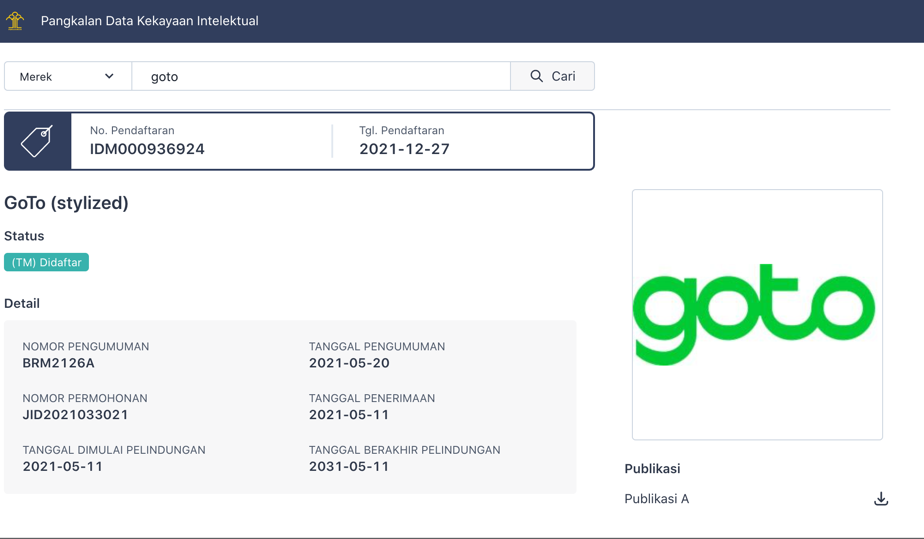 Pangkalan Data Kekayaan Intelektual
Merek goto Cari
No. Pendaftaran Tgl. Pendaftaran
IDM000936924 2021-12-27
GoTo (stylized)
Status
(TM) Didaftar
Detail
NOMOR PENGUMUMAN TANGGAL PENGUMUMAN
BRM2126A 2021-05-20
NOMOR PERMOHONAN TANGGAL PENERIMAAN
JID2021033021 2021-05-11
TANGGAL DIMULAI PELINDUNGAN TANGGAL BERAKHIR PELINDUNGAN
2021-05-11 2031-05-11
goto
Publikasi
Publikasi A